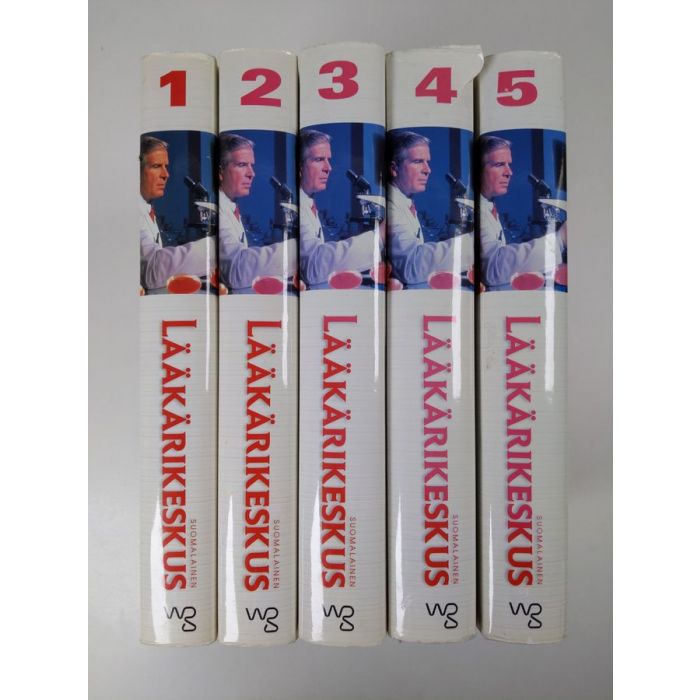 1
LÄÄKÄRIKESKUS
SUOMALAINEN
WS
2
LÄÄKÄRIKESKUS
SUOMALAINEN
WS
3
LÄÄKÄRIKESKUS
SUOMALAINEN
WS
4
LÄÄKÄRIKESKUS
SUOMALAINEN
WS
5
LÄÄKÄRIKESKUS
SUOMALAINEN
WS